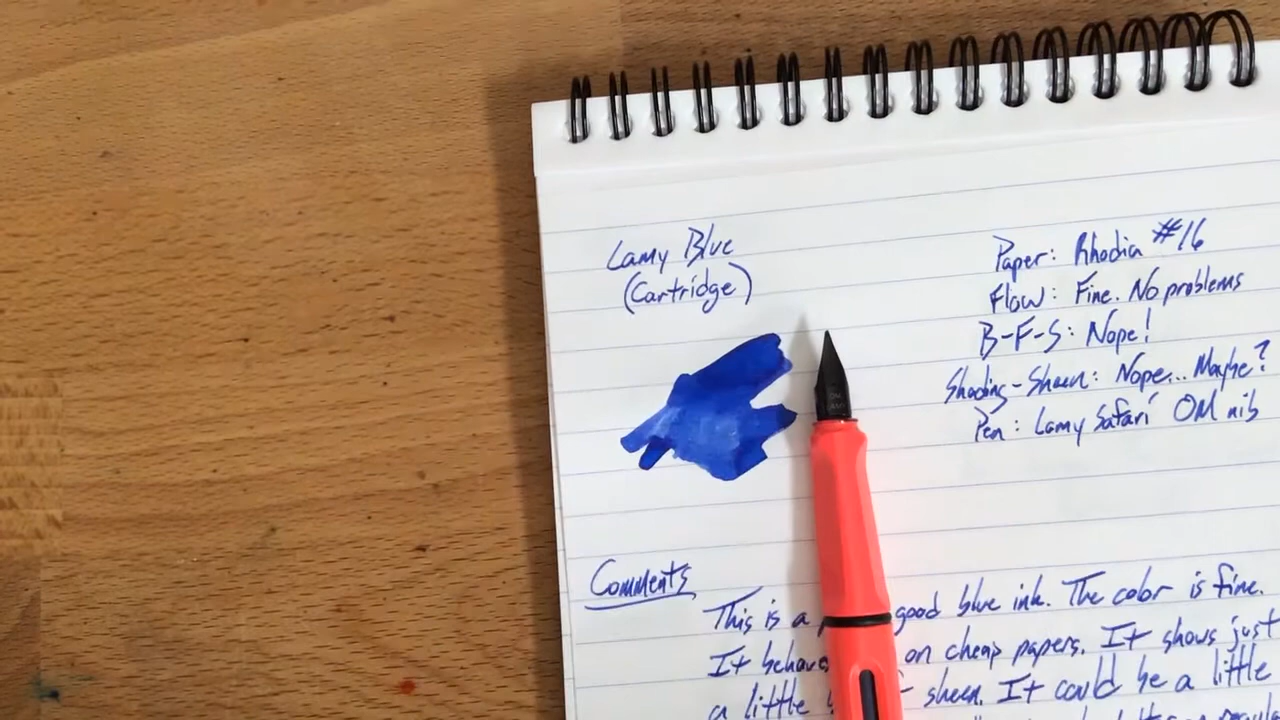 Lamy Blue
(Cartridge)
Paper: Rhodia #16
Flow: Fine. No problems
B-F-S: Nope!
Shading-Sheen: Nope... Maybe?
Pen: Lamy Safari OM nib
OM
LAMY
Comments
This is a good blue ink. The color is fine.
It on cheap papers. It shows just
a little sheen. It could be a little